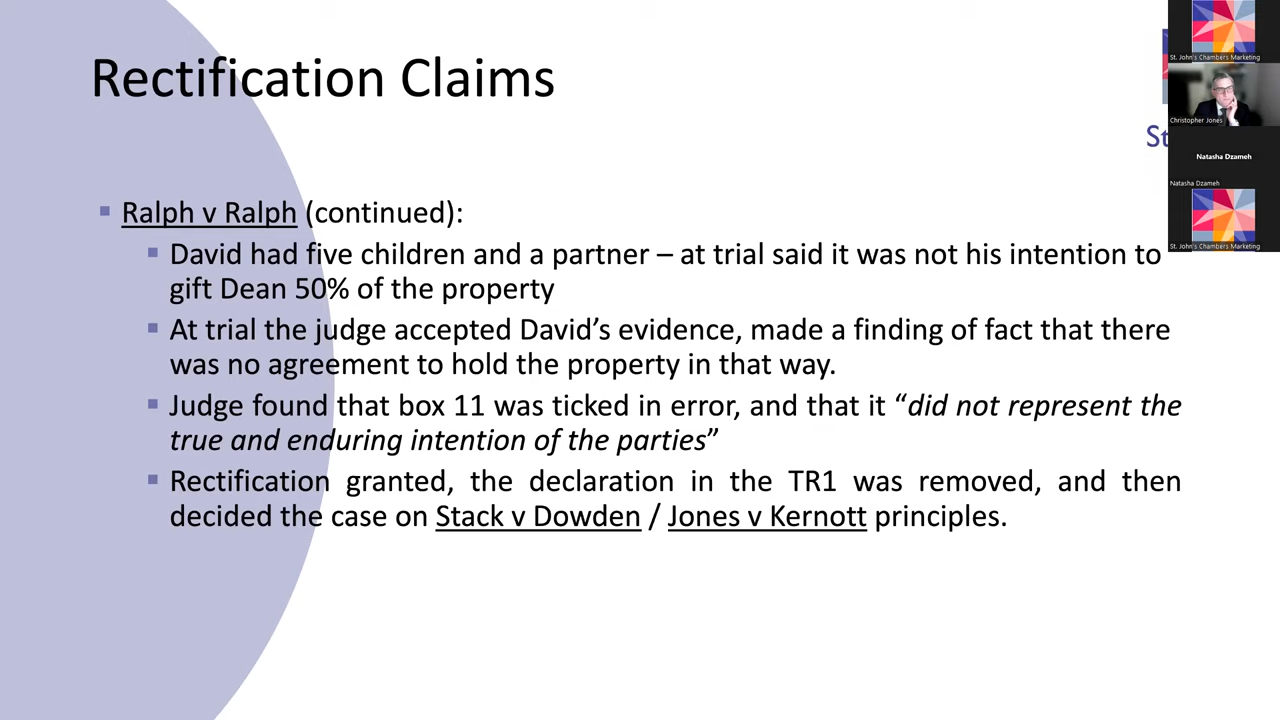 Rectification Claims
St. John's Chambers Marketing
Christopher Jones
St
Natasha Dzameh
Natasha Dzameh
St. John's Chambers Marketing
▪ Ralph v Ralph (continued):
▪ David had five children and a partner – at trial said it was not his intention to
gift Dean 50% of the property
▪ At trial the judge accepted David’s evidence, made a finding of fact that there
was no agreement to hold the property in that way.
▪ Judge found that box 11 was ticked in error, and that it “did not represent the
true and enduring intention of the parties”
▪ Rectification granted, the declaration in the TR1 was removed, and then
decided the case on Stack v Dowden / Jones v Kernott principles.